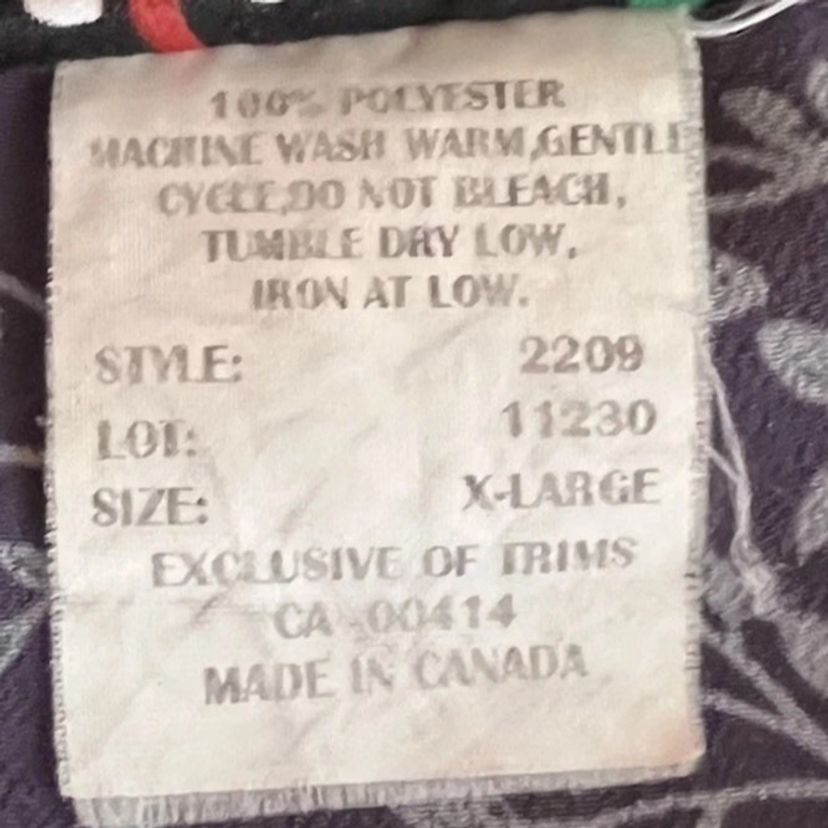 100% POLYESTER
MACHINE WASH WARM,GENTLE
CYCLE,DO NOT BLEACH,
TUMBLE DRY LOW,
IRON AT LOW.
STYLE: 2209
LOT: 11230
SIZE: X-LARGE
EXCLUSIVE OF TRIMS
CA-00414
MADE IN CANADA